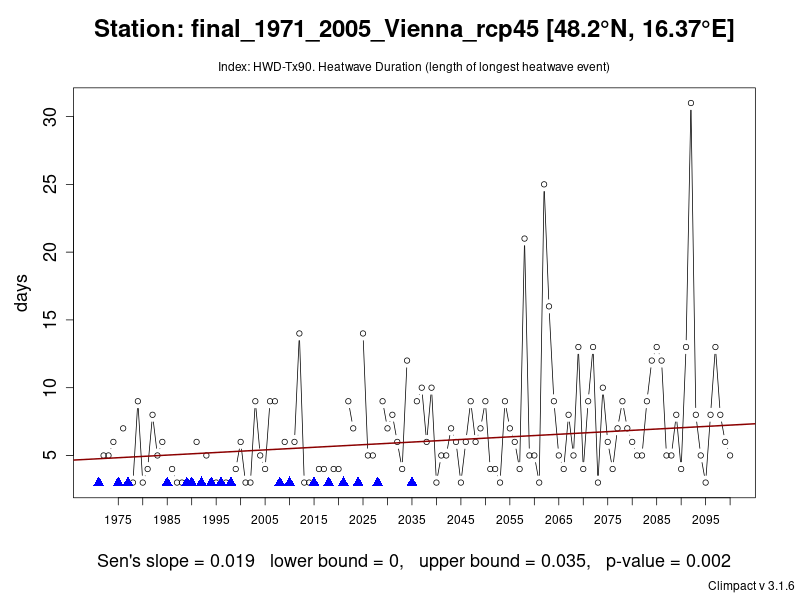 Station: final_1971_2005_Vienna_rcp45 [48.2°N, 16.37°E]
Index: HWD-Tx90. Heatwave Duration (length of longest heatwave event)
30
25
20
15
10
5
days
1975 1985 1995 2005 2015 2025 2035 2045 2055 2065 2075 2085 2095
Sen's slope = 0.019 lower bound = 0, upper bound = 0.035, p-value = 0.002
Climpact v 3.1.6